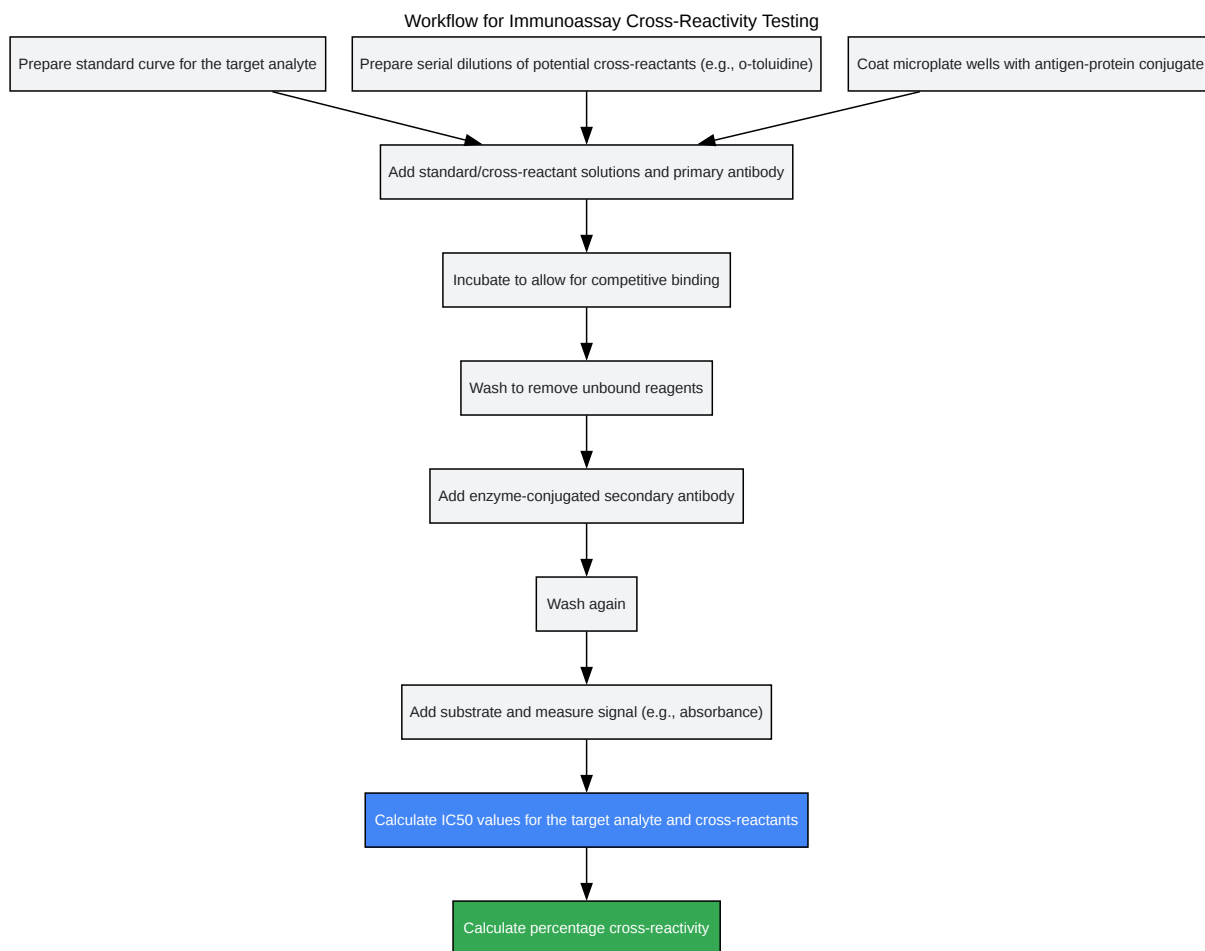 Workflow for Immunoassay Cross-Reactivity Testing
Prepare standard curve for the target analyte
Prepare serial dilutions of potential cross-reactants (e.g., o-toluidine)
Coat microplate wells with antigen-protein conjugate
Add standard/cross-reactant solutions and primary antibody
Incubate to allow for competitive binding
Wash to remove unbound reagents
Add enzyme-conjugated secondary antibody
Wash again
Add substrate and measure signal (e.g., absorbance)
Calculate IC50 values for the target analyte and cross-reactants
Calculate percentage cross-reactivity